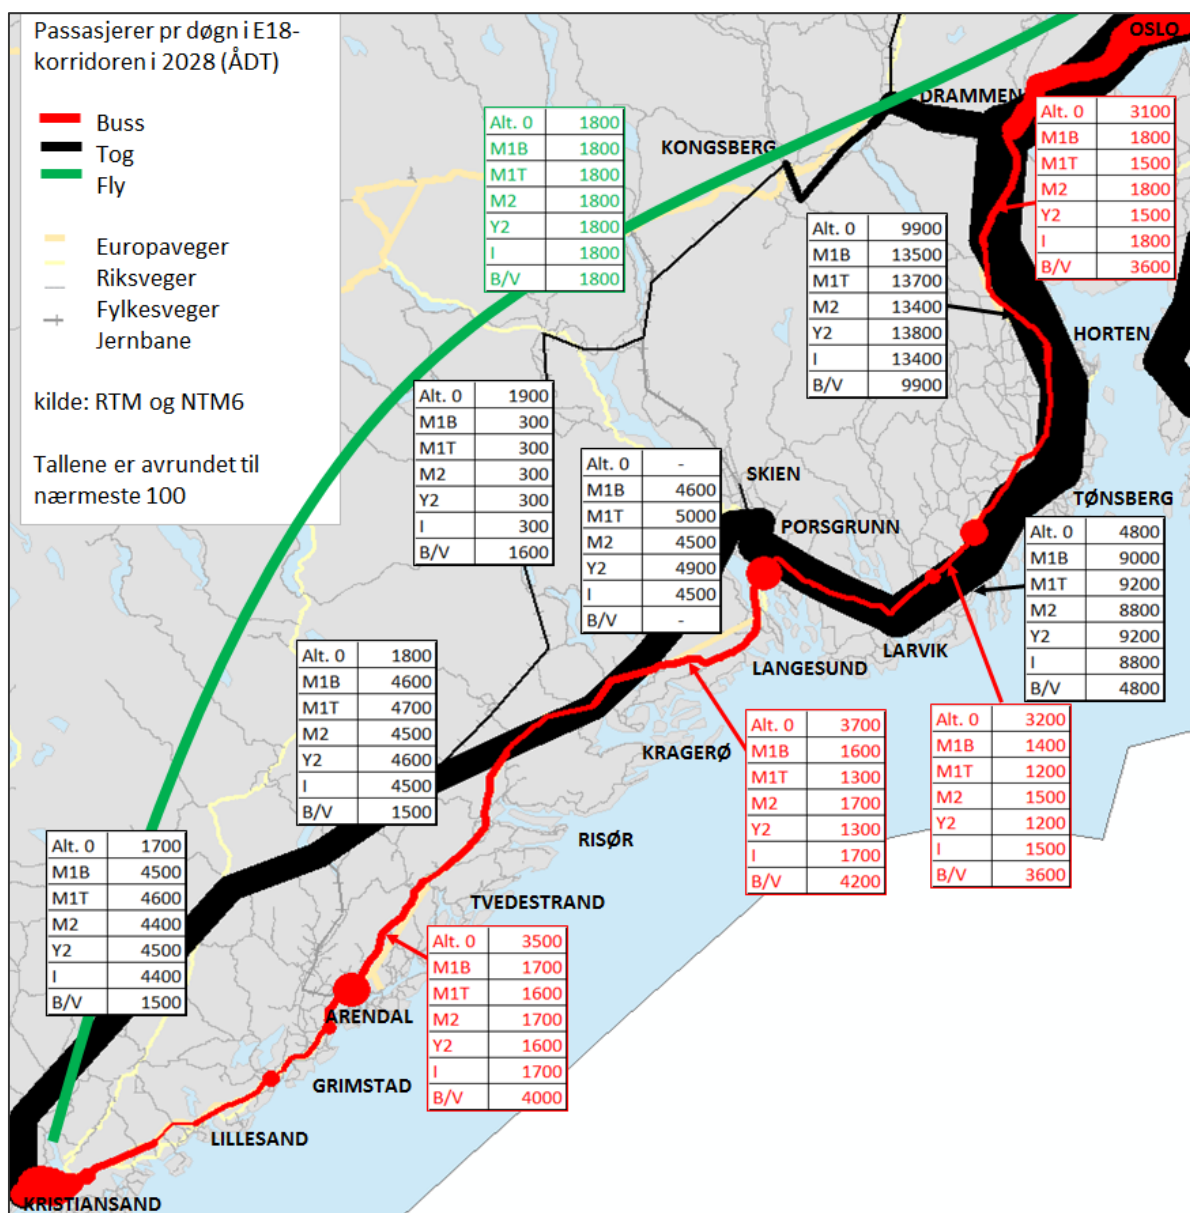 Passasjerer pr døgn i E18-
korridoren i 2028 (ÅDT)
Buss
Tog
Fly
Europaveger
Riksveger
Fylkesveger
Jernbane
kilde: RTM og NTM6
Tallene er avrundet til
nærmeste 100
OSLO
DRAMMEN
KONGSBERG
Alt. 0 1800
M1B 1800
M1T 1800
M2 1800
Y2 1800
I 1800
B/V 1800
Alt. 0 3100
M1B 1800
M1T 1500
M2 1800
Y2 1500
I 1800
B/V 3600
Alt. 0 9900
M1B 13500
M1T 13700
M2 13400
Y2 13800
I 13400
B/V 9900
HORTEN
Alt. 0 1900
M1B 300
M1T 300
M2 300
Y2 300
I 300
B/V 1600
Alt. 0 -
M1B 4600
M1T 5000
M2 4500
Y2 4900
I 4500
B/V -
SKIEN
PORSGRUNN
TØNSBERG
Alt. 0 4800
M1B 9000
M1T 9200
M2 8800
Y2 9200
I 8800
B/V 4800
LARVIK
LANGESUND
Alt. 0 1800
M1B 4600
M1T 4700
M2 4500
Y2 4600
I 4500
B/V 1500
KRAGERØ
Alt. 0 3700
M1B 1600
M1T 1300
M2 1700
Y2 1300
I 1700
B/V 4200
Alt. 0 3200
M1B 1400
M1T 1200
M2 1500
Y2 1200
I 1500
B/V 3600
RISØR
TVEDESTRAND
Alt. 0 1700
M1B 4500
M1T 4600
M2 4400
Y2 4500
I 4400
B/V 1500
Alt. 0 3500
M1B 1700
M1T 1600
M2 1700
Y2 1600
I 1700
B/V 4000
ARENDAL
GRIMSTAD
LILLESAND
KRISTIANSAND